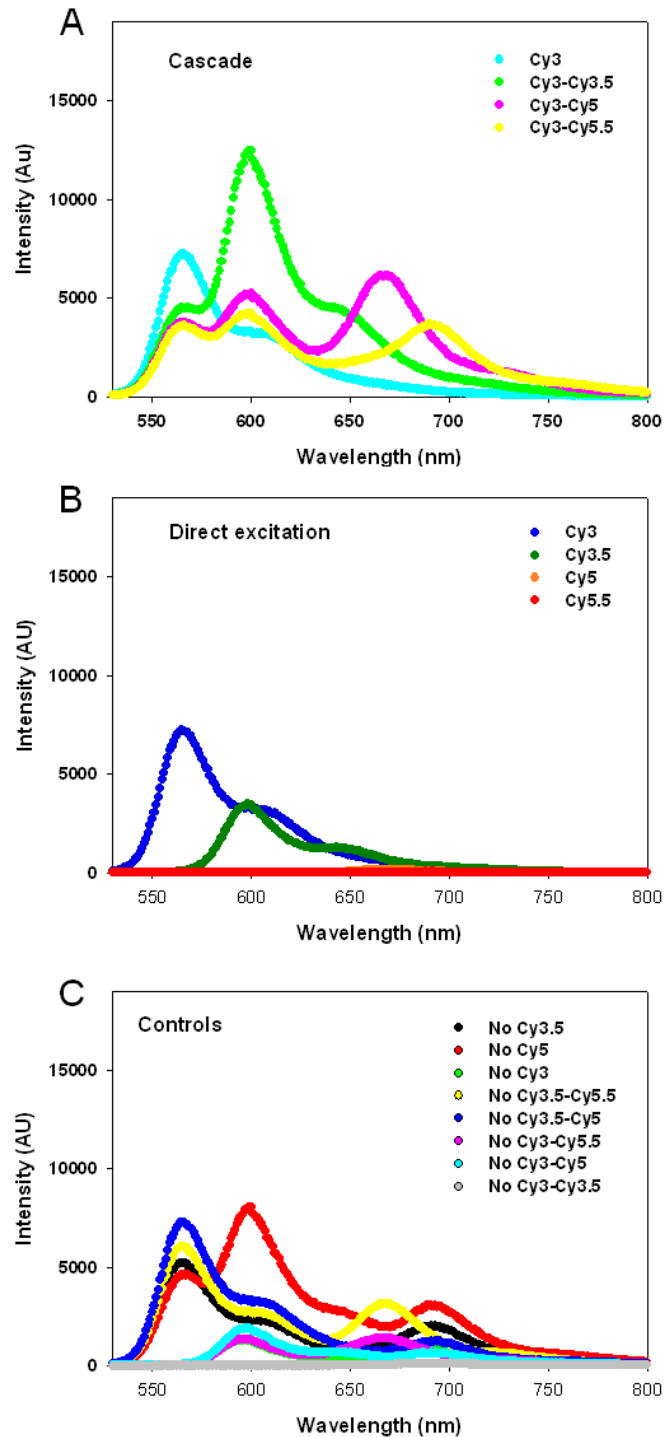 A
Cascade
Cy3
Cy3-Cy3.5
Cy3-Cy5
Cy3-Cy5.5
15000
10000
5000
0
Intensity (Au)
550 600 650 700 750 800
Wavelength (nm)
B
Direct excitation
Cy3
Cy3.5
Cy5
Cy5.5
15000
10000
5000
0
Intensity (AU)
550 600 650 700 750 800
Wavelength (nm)
C
Controls
No Cy3.5
No Cy5
No Cy3
No Cy3.5-Cy5.5
No Cy3.5-Cy5
No Cy3-Cy5.5
No Cy3-Cy5
No Cy3-Cy3.5
15000
10000
5000
0
Intensity (AU)
550 600 650 700 750 800
Wavelength (nm)